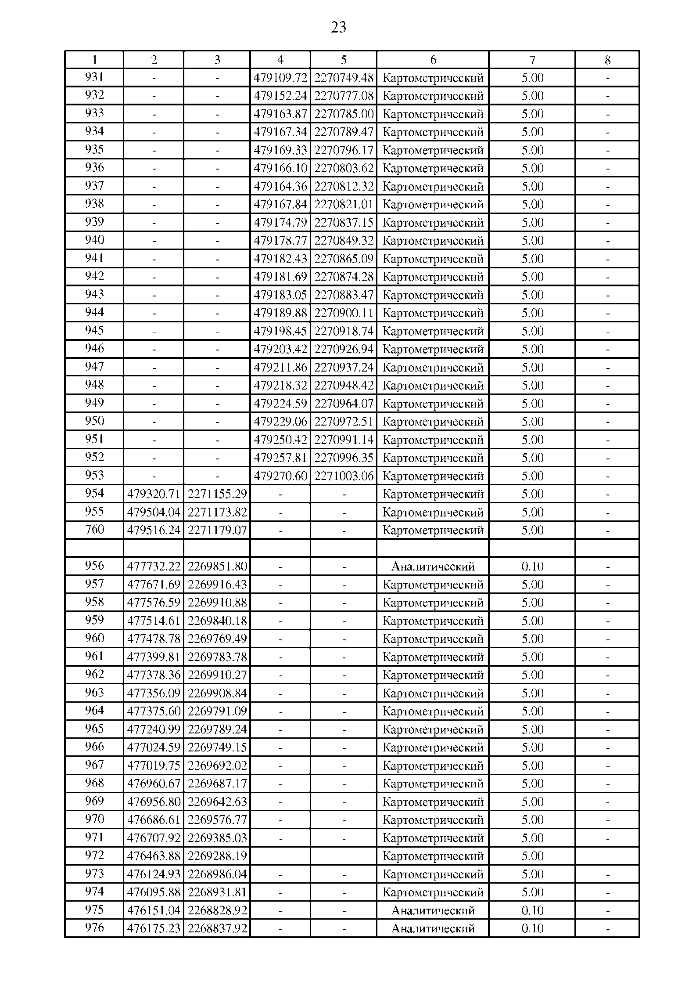 23
1 2 3 4 5 6 7 8
931 - - 479109.72 2270749.48 Картометрический 5.00 -
932 - - 479152.24 2270777.08 Картометрический 5.00 -
933 - - 479163.87 2270785.00 Картометрический 5.00 -
934 - - 479167.34 2270789.47 Картометрический 5.00 -
935 - - 479169.33 2270796.17 Картометрический 5.00 -
936 - - 479166.10 2270803.62 Картометрический 5.00 -
937 - - 479164.36 2270812.32 Картометрический 5.00 -
938 - - 479167.84 2270821.01 Картометрический 5.00 -
939 - - 479174.79 2270837.15 Картометрический 5.00 -
940 - - 479178.77 2270849.32 Картометрический 5.00 -
941 - - 479182.43 2270865.09 Картометрический 5.00 -
942 - - 479181.69 2270874.28 Картометрический 5.00 -
943 - - 479183.05 2270883.47 Картометрический 5.00 -
944 - - 479189.88 2270900.11 Картометрический 5.00 -
945 - - 479198.45 2270918.74 Картометрический 5.00 -
946 - - 479203.42 2270926.94 Картометрический 5.00 -
947 - - 479211.86 2270937.24 Картометрический 5.00 -
948 - - 479218.32 2270948.42 Картометрический 5.00 -
949 - - 479224.59 2270964.07 Картометрический 5.00 -
950 - - 479229.06 2270972.51 Картометрический 5.00 -
951 - - 479250.42 2270991.14 Картометрический 5.00 -
952 - - 479257.81 2270996.35 Картометрический 5.00 -
953 - - 479270.60 2271003.06 Картометрический 5.00 -
954 479320.71 2271155.29 - - Картометрический 5.00 -
955 479504.04 2271173.82 - - Картометрический 5.00 -
760 479516.24 2271179.07 - - Картометрический 5.00 -
956 477732.22 2269851.80 - - Аналитический 0.10 -
957 477671.69 2269916.43 - - Картометрический 5.00 -
958 477576.59 2269910.88 - - Картометрический 5.00 -
959 477514.61 2269840.18 - - Картометрический 5.00 -
960 477478.78 2269769.49 - - Картометрический 5.00 -
961 477399.81 2269783.78 - - Картометрический 5.00 -
962 477378.36 2269910.27 - - Картометрический 5.00 -
963 477356.09 2269908.84 - - Картометрический 5.00 -
964 477375.60 2269791.09 - - Картометрический 5.00 -
965 477240.99 2269789.24 - - Картометрический 5.00 -
966 477024.59 2269749.15 - - Картометрический 5.00 -
967 477019.75 2269692.02 - - Картометрический 5.00 -
968 476960.67 2269687.17 - - Картометрический 5.00 -
969 476956.80 2269642.63 - - Картометрический 5.00 -
970 476686.61 2269576.77 - - Картометрический 5.00 -
971 476707.92 2269385.03 - - Картометрический 5.00 -
972 476463.88 2269288.19 - - Картометрический 5.00 -
973 476124.93 2268986.04 - - Картометрический 5.00 -
974 476095.88 2268931.81 - - Картометрический 5.00 -
975 476151.04 2268828.92 - - Аналитический 0.10 -
976 476175.23 2268837.92 - - Аналитический 0.10 -